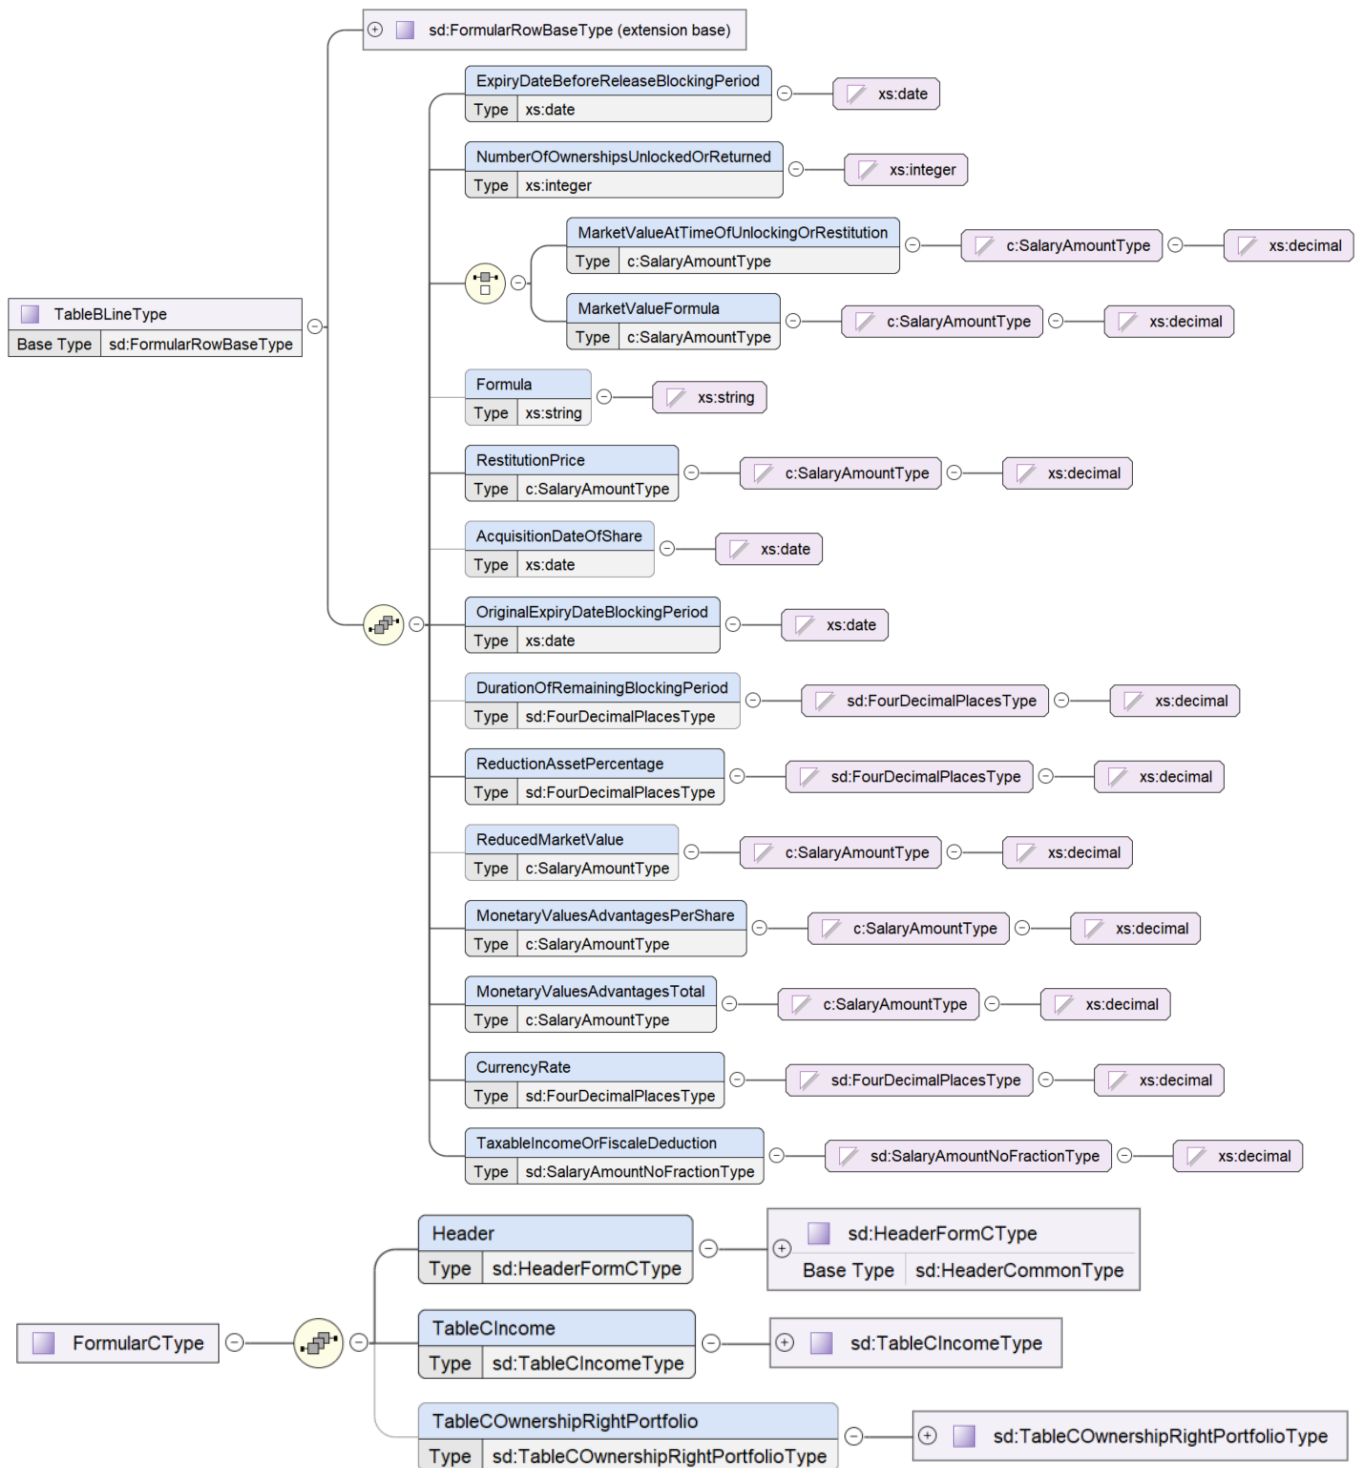 sd:FormularRowBaseType (extension base)
ExpiryDateBeforeReleaseBlockingPeriod
Type xs:date
xs:date
NumberOfOwnershipsUnlockedOrReturned
Type xs:integer
xs:integer
MarketValueAtTimeOfUnlockingOrRestitution
Type c:SalaryAmountType
c:SalaryAmountType
xs:decimal
MarketValueFormula
Type c:SalaryAmountType
c:SalaryAmountType
xs:decimal
TableBLineType
Base Type sd:FormularRowBaseType
Formula
Type xs:string
xs:string
RestitutionPrice
Type c:SalaryAmountType
c:SalaryAmountType
xs:decimal
AcquisitionDateOfShare
Type xs:date
xs:date
OriginalExpiryDateBlockingPeriod
Type xs:date
xs:date
DurationOfRemainingBlockingPeriod
Type sd:FourDecimalPlacesType
sd:FourDecimalPlacesType
xs:decimal
ReductionAssetPercentage
Type sd:FourDecimalPlacesType
sd:FourDecimalPlacesType
xs:decimal
ReducedMarketValue
Type c:SalaryAmountType
c:SalaryAmountType
xs:decimal
MonetaryValuesAdvantagesPerShare
Type c:SalaryAmountType
c:SalaryAmountType
xs:decimal
MonetaryValuesAdvantagesTotal
Type c:SalaryAmountType
c:SalaryAmountType
xs:decimal
CurrencyRate
Type sd:FourDecimalPlacesType
sd:FourDecimalPlacesType
xs:decimal
TaxableIncomeOrFiscaleDeduction
Type sd:SalaryAmountNoFractionType
sd:SalaryAmountNoFractionType
xs:decimal
Header
Type sd:HeaderFormCType
sd:HeaderFormCType
Base Type sd:HeaderCommonType
FormularCType
TableCIncome
Type sd:TableCIncomeType
sd:TableCIncomeType
TableCOwnershipRightPortfolio
Type sd:TableCOwnershipRightPortfolioType
sd:TableCOwnershipRightPortfolioType